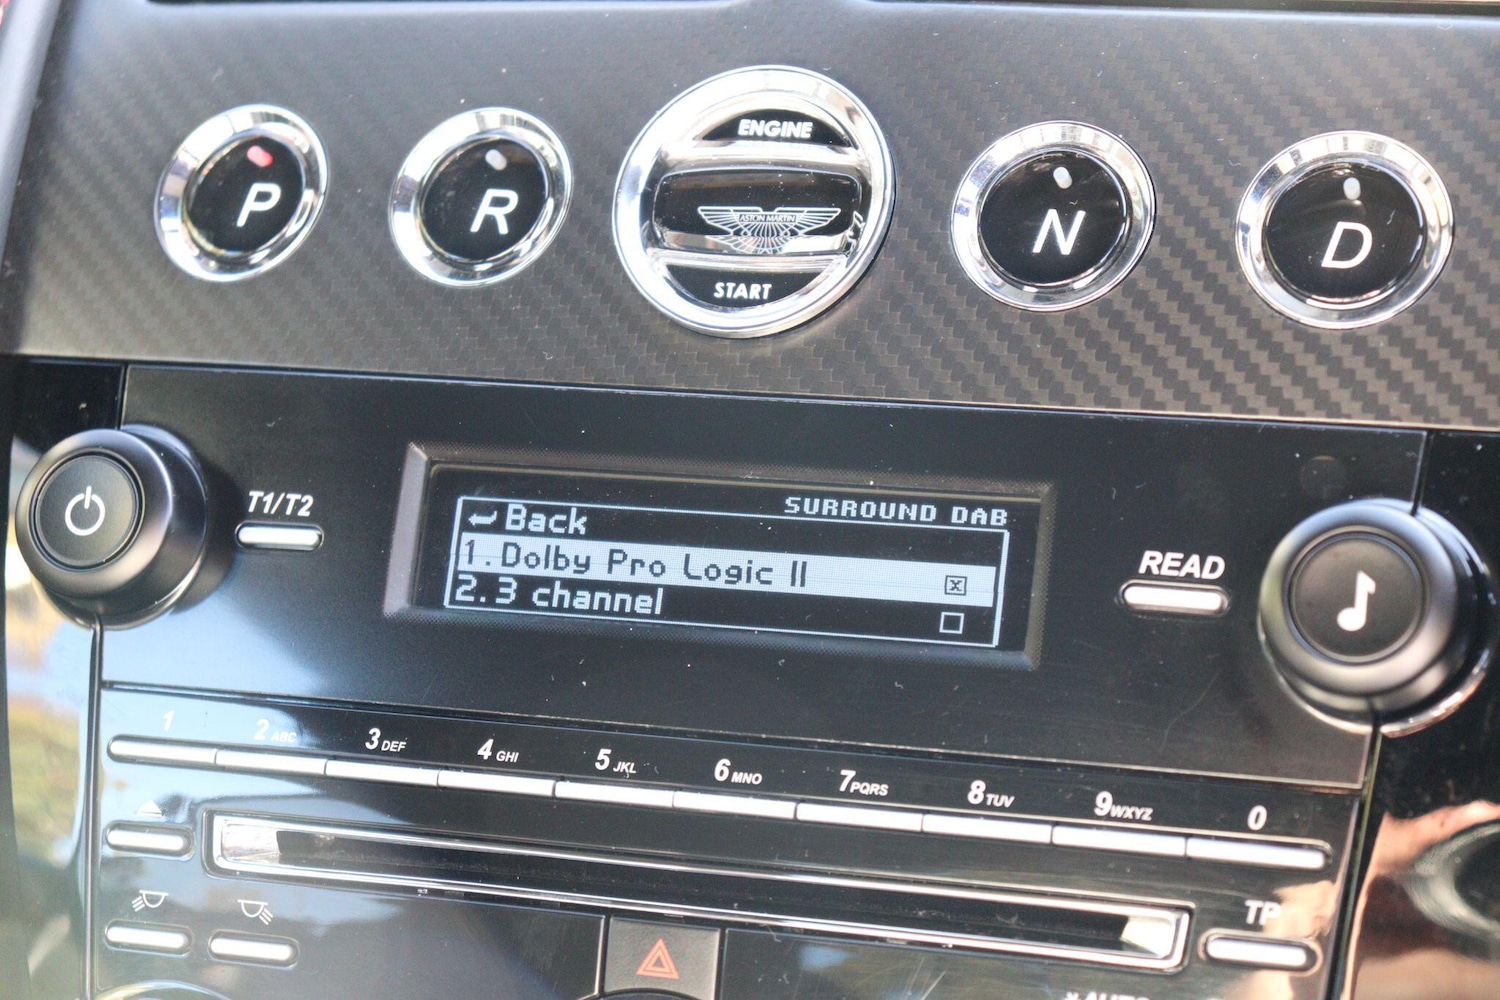 P
R
ENGINE
ASTON MARTIN
START
N
D
T1/T2
SURROUND DAB
Back
1.Dolby Pro Logic II
2.3 channel
READ
1
2 ABC
3 DEF
4 GHI
5 JKL
6 MNO
7 PQRS
8 TUV
9 WXYZ
0
TP
AUTO